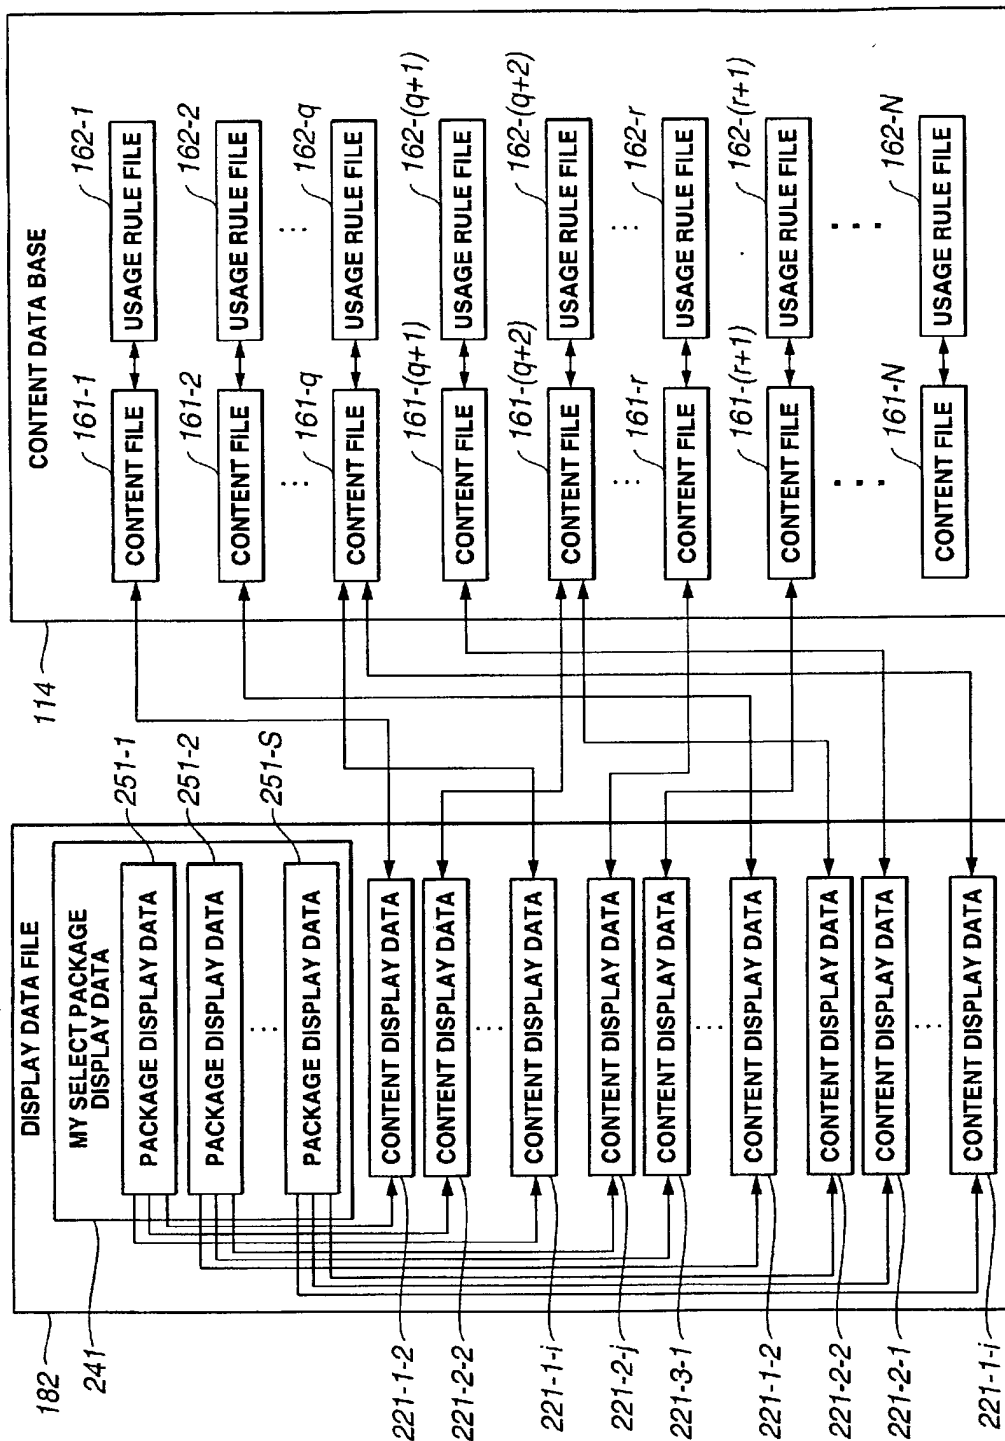 DISPLAY DATA FILE
MY SELECT PACKAGE
DISPLAY DATA
PACKAGE DISPLAY DATA
251-1
PACKAGE DISPLAY DATA
251-2
...
PACKAGE DISPLAY DATA
251-S
182
241
CONTENT DISPLAY DATA
221-1-2
CONTENT DISPLAY DATA
221-2-2
...
CONTENT DISPLAY DATA
221-1-i
CONTENT DISPLAY DATA
221-2-j
CONTENT DISPLAY DATA
221-3-1
...
CONTENT DISPLAY DATA
221-1-2
CONTENT DISPLAY DATA
221-2-2
CONTENT DISPLAY DATA
221-2-1
...
CONTENT DISPLAY DATA
221-1-i
114
CONTENT DATA BASE
161-1
162-1
CONTENT FILE
USAGE RULE FILE
161-2
162-2
CONTENT FILE
USAGE RULE FILE
... ...
161-q
162-q
CONTENT FILE
USAGE RULE FILE
161-(q+1)
162-(q+1)
CONTENT FILE
USAGE RULE FILE
161-(q+2)
162-(q+2)
CONTENT FILE
USAGE RULE FILE
... ...
161-r
162-r
CONTENT FILE
USAGE RULE FILE
161-(r+1)
162-(r+1)
CONTENT FILE
USAGE RULE FILE
... ...
161-N
162-N
CONTENT FILE
USAGE RULE FILE